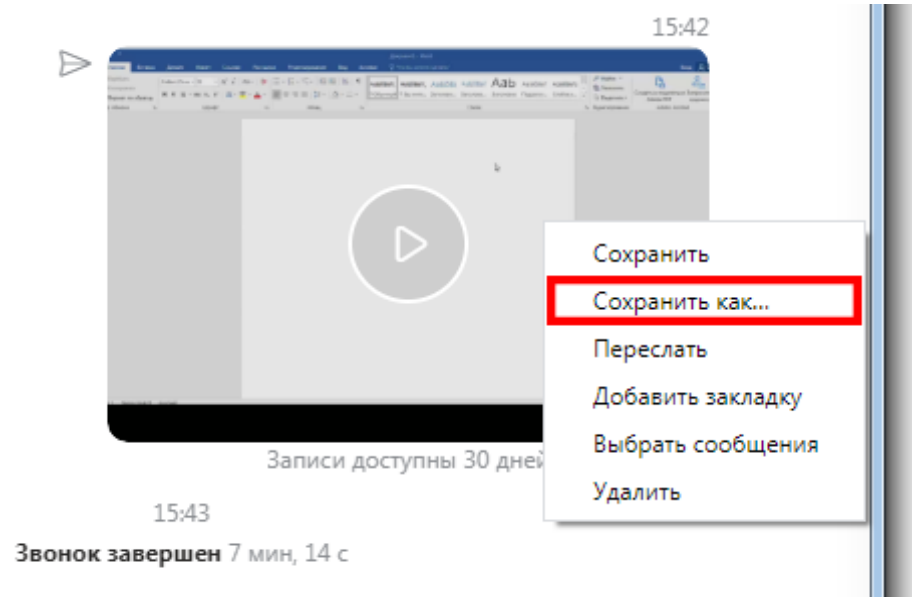 15:42
AaБ
Сохранить
Сохранить как...
Переслать
Добавить закладку
Выбрать сообщения
Удалить
Записи доступны 30 дней
15:43
Звонок завершен 7 мин, 14 с